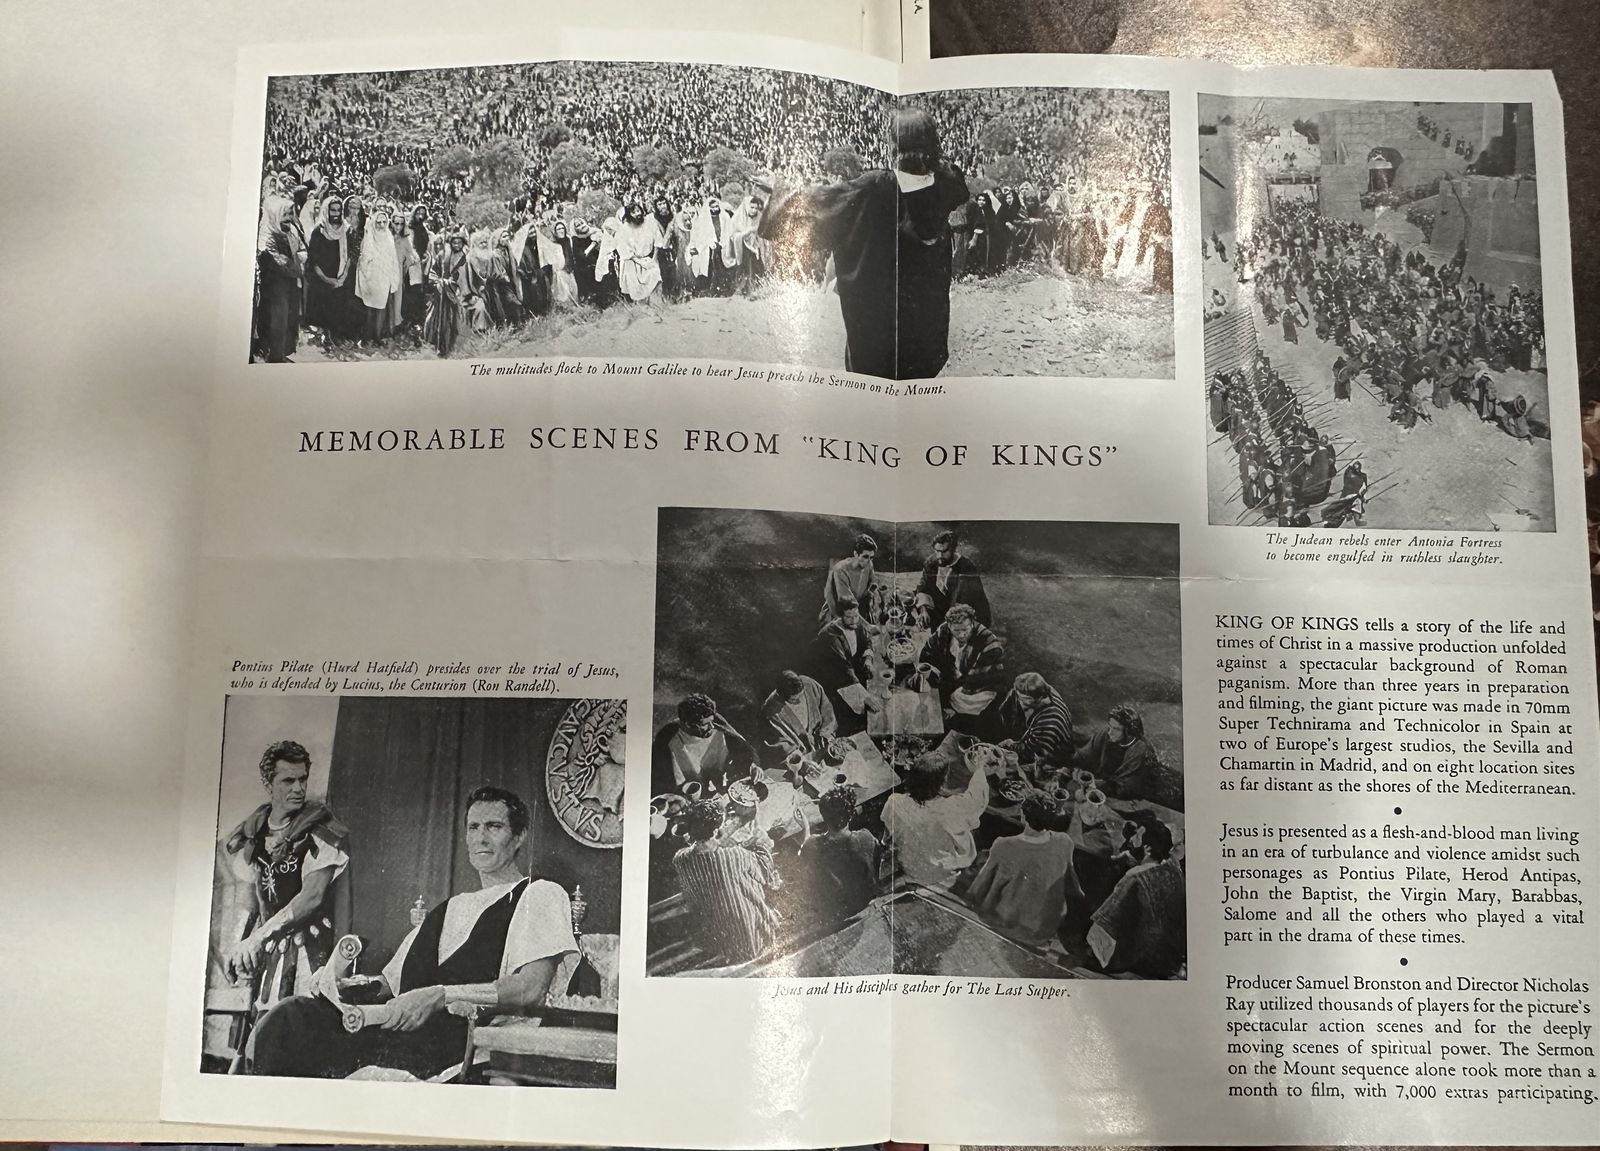 The multitudes flock to Mount Galilee to hear Jesus preach the Sermon on the Mount.
MEMORABLE SCENES FROM "KING OF KINGS"
The Judean rebels enter Antonia Fortress
to become engulfed in ruthless slaughter.
Pontius Pilate (Hurd Hatfield) presides over the trial of Jesus,
who is defended by Lucius, the Centurion (Ron Randell).
Jesus and His disciples gather for The Last Supper.
KING OF KINGS tells a story of the life and
times of Christ in a massive production unfolded
against a spectacular background of Roman
paganism. More than three years in preparation
and filming, the giant picture was made in 70mm
Super Technirama and Technicolor in Spain at
two of Europe's largest studios, the Sevilla and
Chamartin in Madrid, and on eight location sites
as far distant as the shores of the Mediterranean.
•
Jesus is presented as a flesh-and-blood man living
in an era of turbulance and violence amidst such
personages as Pontius Pilate, Herod Antipas,
John the Baptist, the Virgin Mary, Barabbas,
Salome and all the others who played a vital
part in the drama of these times.
•
Producer Samuel Bronston and Director Nicholas
Ray utilized thousands of players for the picture's
spectacular action scenes and for the deeply
moving scenes of spiritual power. The Sermon
on the Mount sequence alone took more than a
month to film, with 7,000 extras participating.